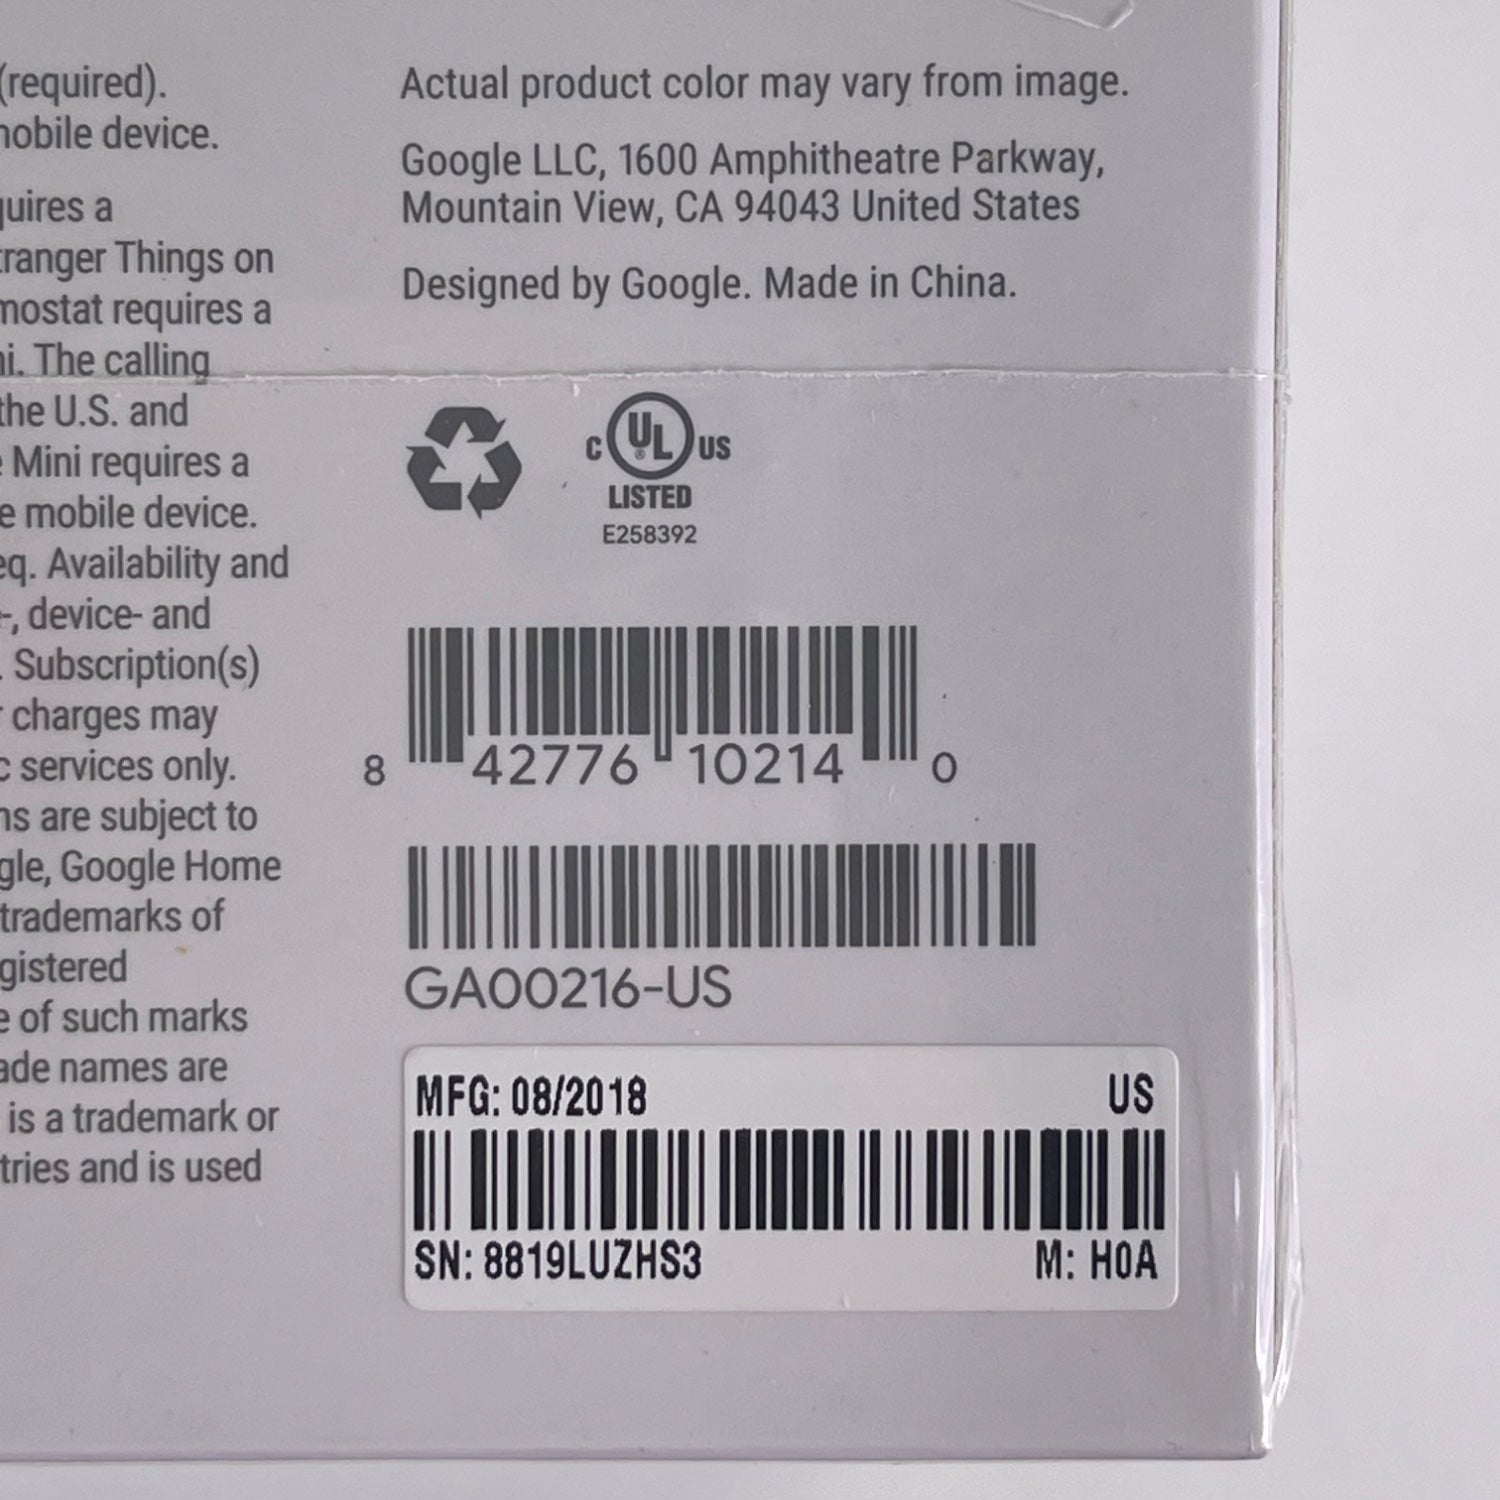 (required).
mobile device.
quires a
tranger Things on
mostat requires a
ni. The calling
the U.S. and
e Mini requires a
e mobile device.
eq. Availability and
-, device- and
. Subscription(s)
r charges may
c services only.
ns are subject to
gle, Google Home
trademarks of
gistered
e of such marks
ade names are
is a trademark or
tries and is used
Actual product color may vary from image.
Google LLC, 1600 Amphitheatre Parkway,
Mountain View, CA 94043 United States
Designed by Google. Made in China.
C UL US
®
LISTED
E258392
8 42776 10214 0
GA00216-US
MFG: 08/2018 US
SN: 8819LUZHS3 M: H0A